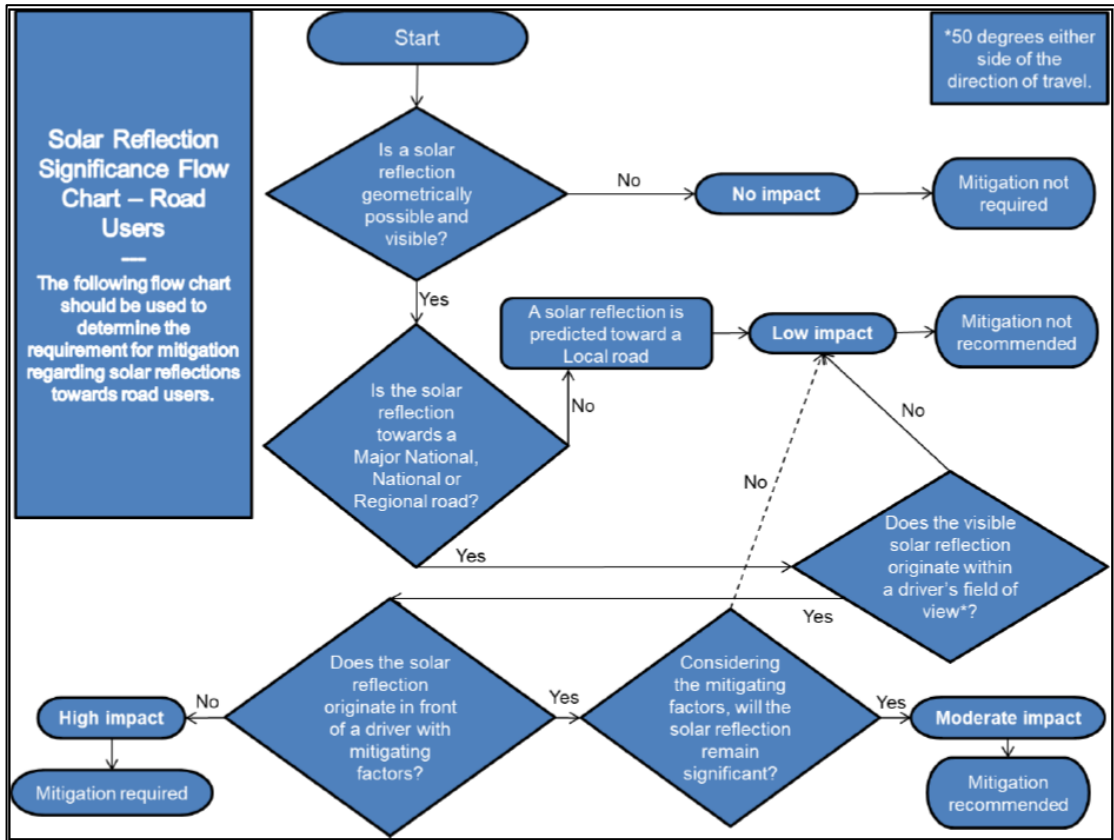 Solar Reflection
Significance Flow
Chart – Road
Users
—
The following flow chart
should be used to
determine the
requirement for mitigation
regarding solar reflections
towards road users.
Start
*50 degrees either
side of the
direction of travel.
Is a solar
reflection
geometrically
possible and
visible?
No
No impact
Mitigation not
required
Yes
A solar reflection is
predicted toward a
Local road
Low impact
Mitigation not
recommended
Is the solar
reflection
towards a
Major National,
National or
Regional road?
No
No
No
Yes
Does the visible
solar reflection
originate within
a driver's field of
view*?
Yes
Does the solar
reflection
originate in front
of a driver with
mitigating
factors?
No
High impact
Mitigation required
Yes
Considering
the mitigating
factors, will the
solar reflection
remain
significant?
Yes
Moderate impact
Mitigation
recommended